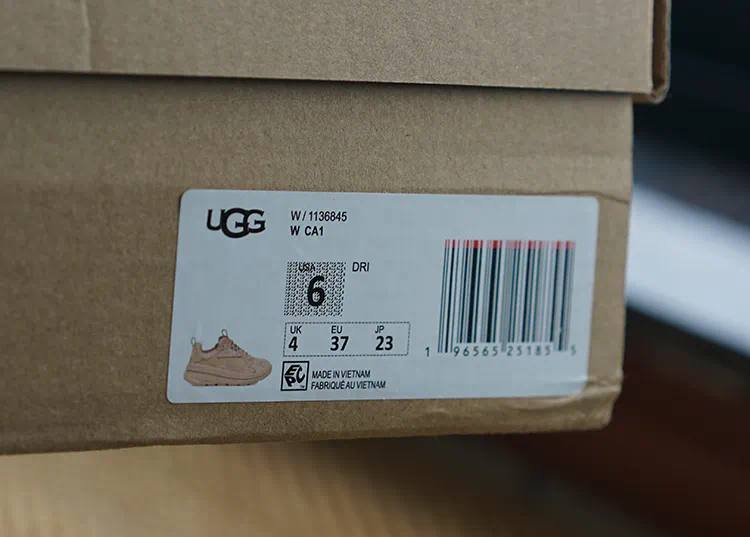 UGG
W/1136845
W CA1
USA
6
DRI
UK EU JP
4 37 23
EPC
MADE IN VIETNAM
FABRIQUÉ AU VIETNAM
1 96565 25185 5